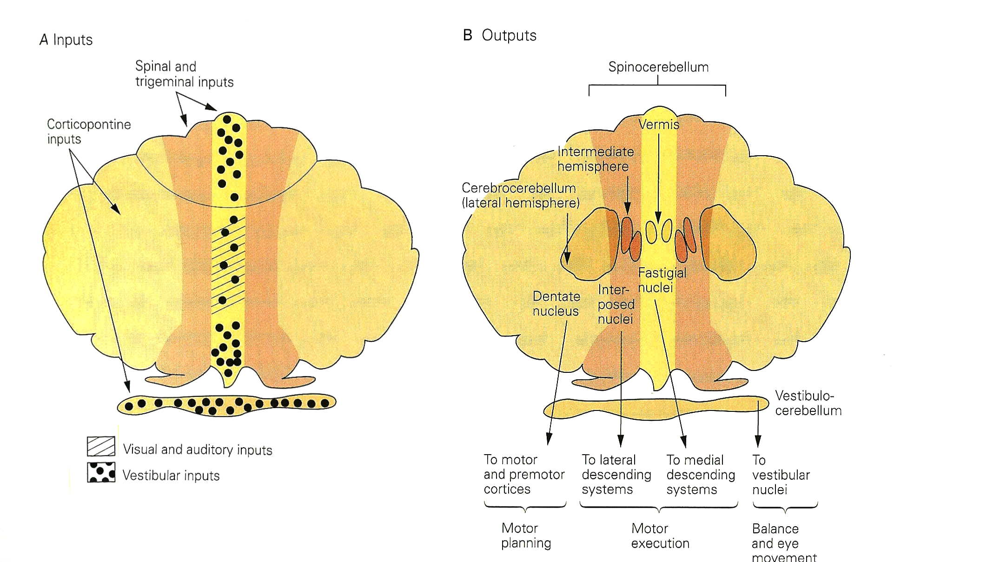 A Inputs
Spinal and
trigeminal inputs
Corticopontine
inputs
Visual and auditory inputs
Vestibular inputs
B Outputs
Spinocerebellum
Vermis
Intermediate
hemisphere
Cerebrocerebellum
(lateral hemisphere)
Fastigial
nuclei
Inter-
posed
nuclei
Dentate
nucleus
Vestibulo-
cerebellum
To motor
and premotor
cortices
To lateral
descending
systems
To medial
descending
systems
To
vestibular
nuclei
Motor
planning
Motor
execution
Balance
and eye
movement